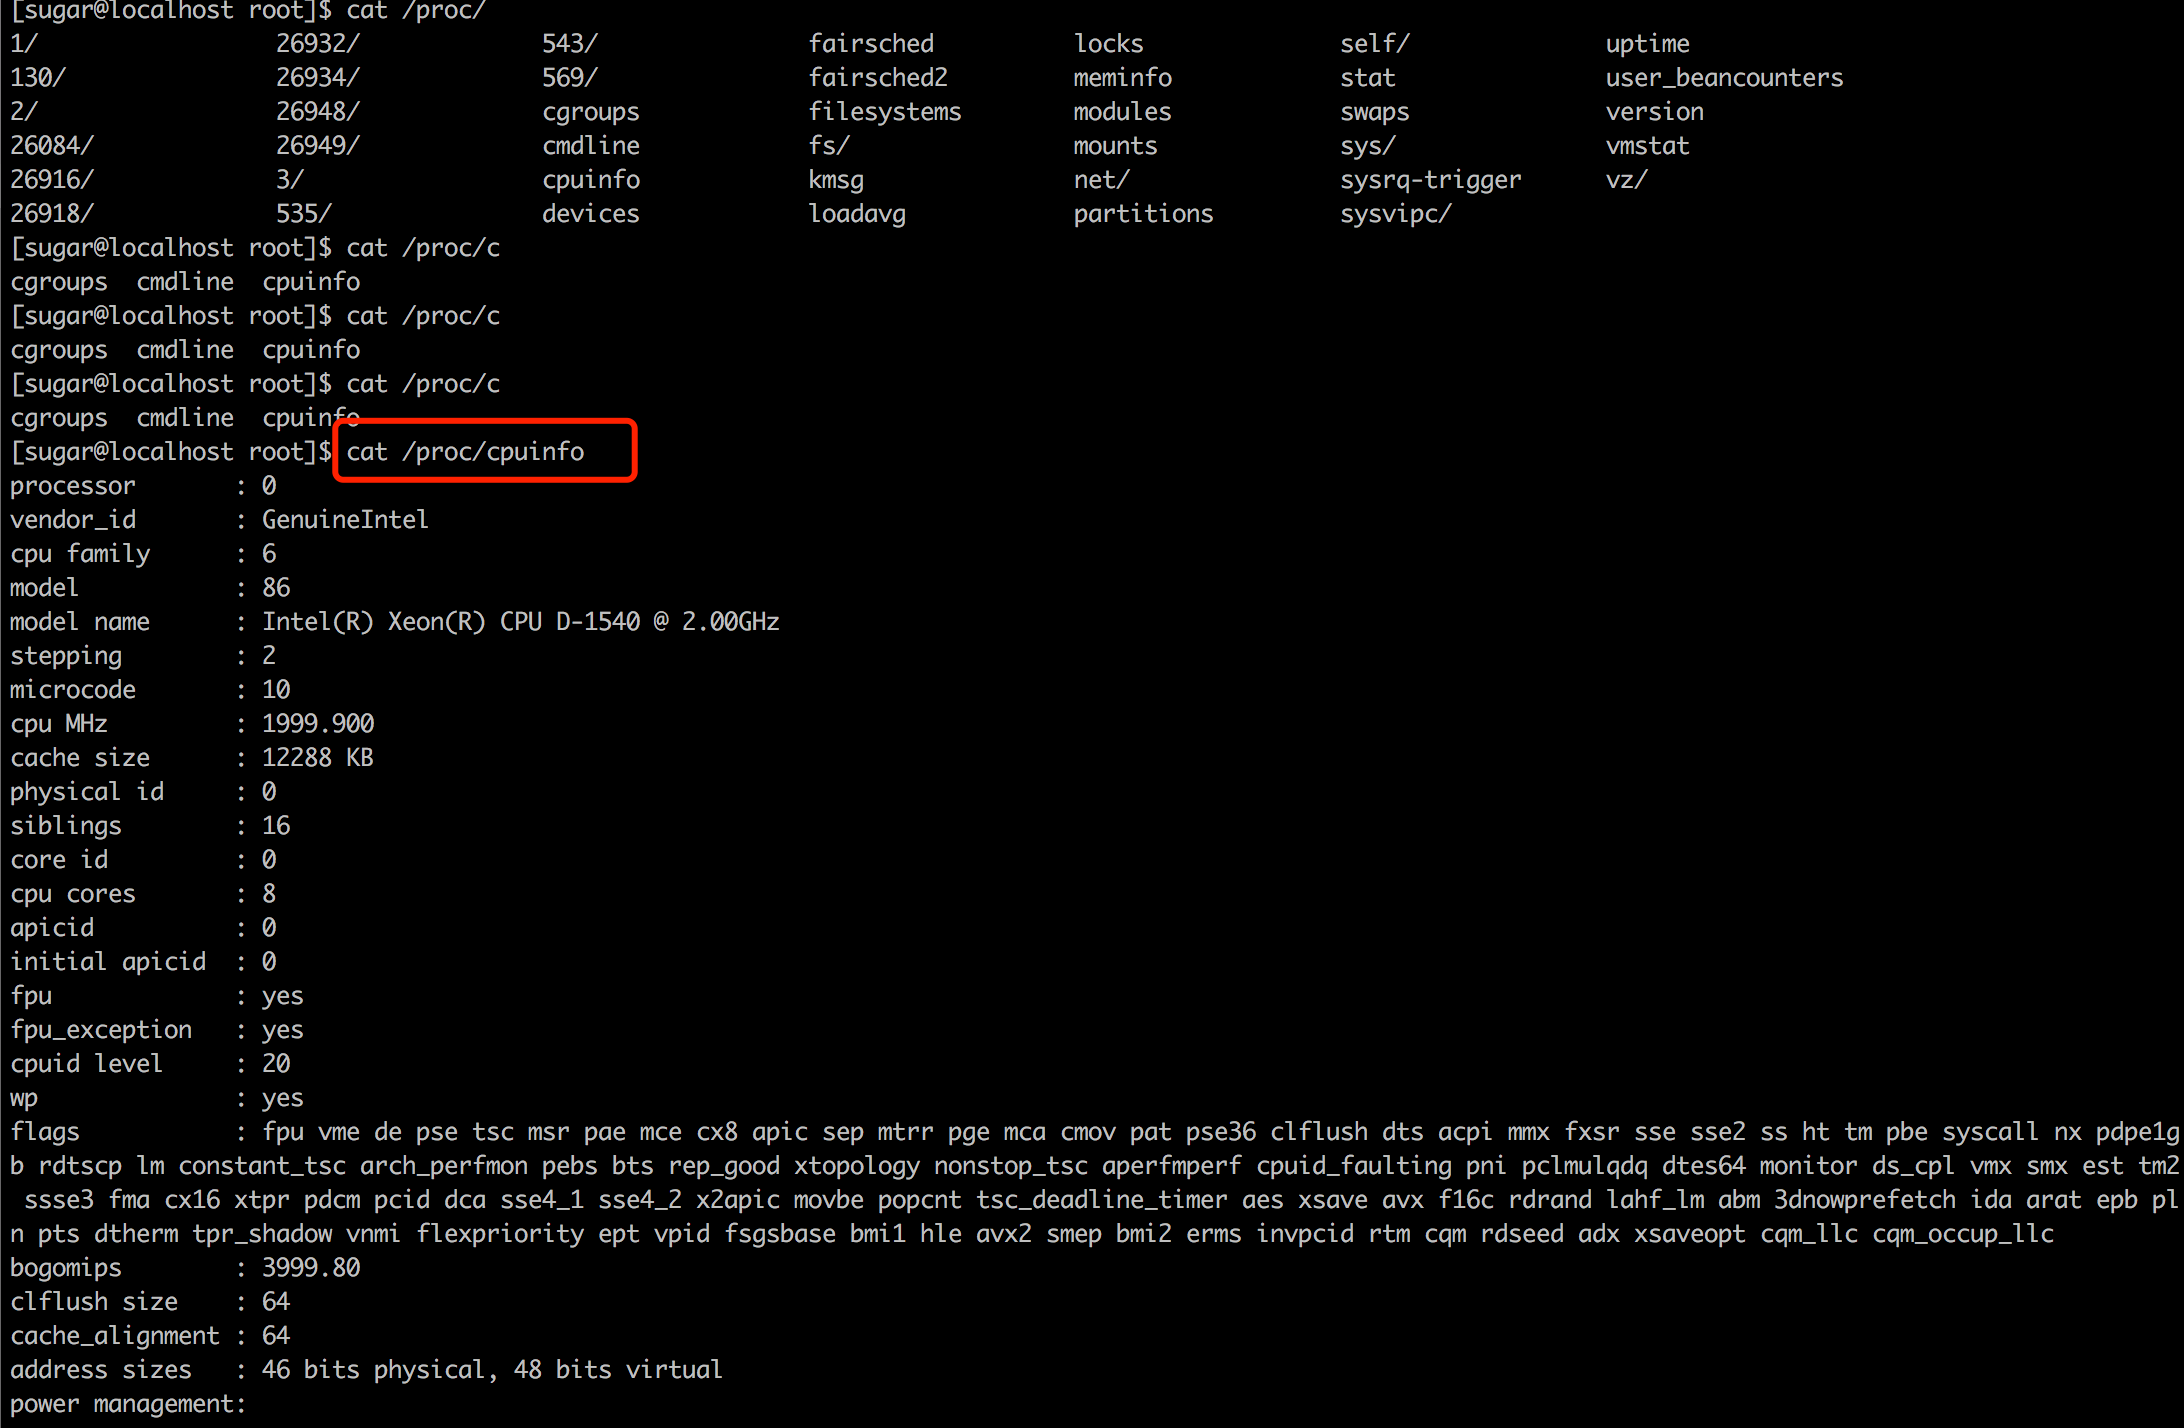 [sugar@localhost root]$ cat /proc/
1/                 26932/             543/               fairsched          locks              self/              uptime
130/               26934/             569/               fairsched2         meminfo            stat               user_beancounters
2/                 26948/             cgroups            filesystems        modules            swaps              version
26084/             26949/             cmdline            fs/                mounts             sys/               vmstat
26916/             3/                 cpuinfo            kmsg               net/               sysrq-trigger      vz/
26918/             535/               devices            loadavg            partitions         sysvipc/
[sugar@localhost root]$ cat /proc/c
cgroups  cmdline  cpuinfo
[sugar@localhost root]$ cat /proc/c
cgroups  cmdline  cpuinfo
[sugar@localhost root]$ cat /proc/c
cgroups  cmdline  cpuinfo
[sugar@localhost root]$ cat /proc/cpuinfo
processor       : 0
vendor_id       : GenuineIntel
cpu family      : 6
model           : 86
model name      : Intel(R) Xeon(R) CPU D-1540 @ 2.00GHz
stepping        : 2
microcode       : 10
cpu MHz         : 1999.900
cache size      : 12288 KB
physical id     : 0
siblings        : 16
core id         : 0
cpu cores       : 8
apicid          : 0
initial apicid  : 0
fpu             : yes
fpu_exception   : yes
cpuid level     : 20
wp              : yes
flags           : fpu vme de pse tsc msr pae mce cx8 apic sep mtrr pge mca cmov pat pse36 clflush dts acpi mmx fxsr sse sse2 ss ht tm pbe syscall nx pdpe1g
b rdtscp lm constant_tsc arch_perfmon pebs bts rep_good xtopology nonstop_tsc aperfmperf cpuid_faulting pni pclmulqdq dtes64 monitor ds_cpl vmx smx est tm2
 ssse3 fma cx16 xtpr pdcm pcid dca sse4_1 sse4_2 x2apic movbe popcnt tsc_deadline_timer aes xsave avx f16c rdrand lahf_lm abm 3dnowprefetch ida arat epb pl
n pts dtherm tpr_shadow vnmi flexpriority ept vpid fsgsbase bmi1 hle avx2 smep bmi2 erms invpcid rtm cqm rdseed adx xsaveopt cqm_llc cqm_occup_llc
bogomips        : 3999.80
clflush size    : 64
cache_alignment : 64
address sizes   : 46 bits physical, 48 bits virtual
power management: